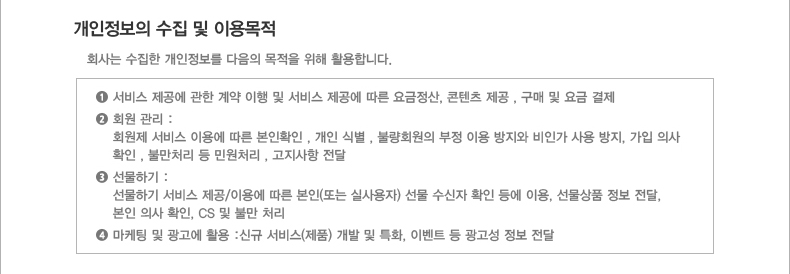 개인정보의 수집 및 이용목적
회사는 수집한 개인정보를 다음의 목적을 위해 활용합니다.
❶ 서비스 제공에 관한 계약 이행 및 서비스 제공에 따른 요금정산, 콘텐츠 제공 , 구매 및 요금 결제
❷ 회원 관리 :
회원제 서비스 이용에 따른 본인확인 , 개인 식별 , 불량회원의 부정 이용 방지와 비인가 사용 방지, 가입 의사
확인 , 불만처리 등 민원처리 , 고지사항 전달
❸ 선물하기 :
선물하기 서비스 제공/이용에 따른 본인(또는 실사용자) 선물 수신자 확인 등에 이용, 선물상품 정보 전달,
본인 의사 확인, CS 및 불만 처리
❹ 마케팅 및 광고에 활용 :신규 서비스(제품) 개발 및 특화, 이벤트 등 광고성 정보 전달